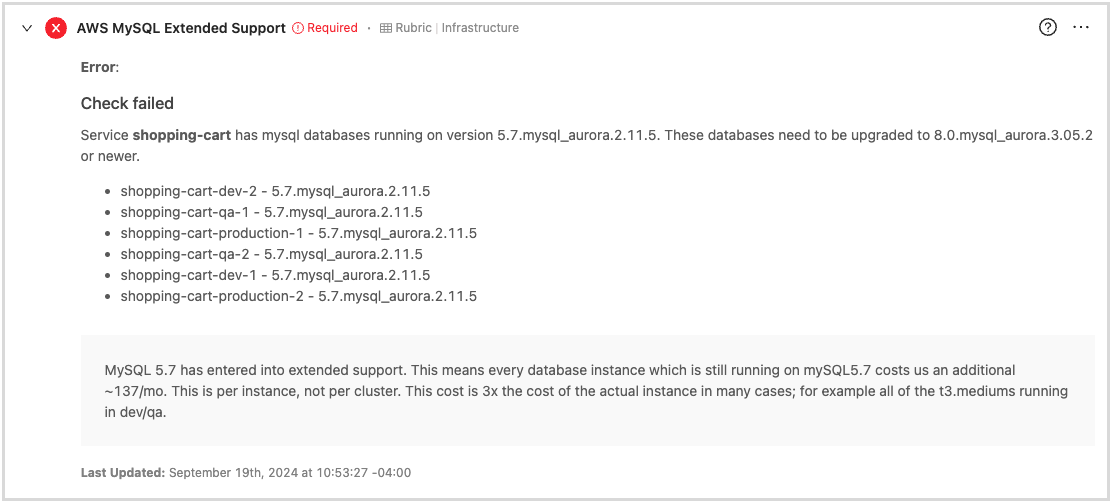 AWS MySQL Extended Support Required · Rubric | Infrastructure
Error:
Check failed
Service shopping-cart has mysql databases running on version 5.7.mysql_aurora.2.11.5. These databases need to be upgraded to 8.0.mysql_aurora.3.05.2
or newer.
• shopping-cart-dev-2 - 5.7.mysql_aurora.2.11.5
• shopping-cart-qa-1 - 5.7.mysql_aurora.2.11.5
• shopping-cart-production-1 - 5.7.mysql_aurora.2.11.5
• shopping-cart-qa-2 - 5.7.mysql_aurora.2.11.5
• shopping-cart-dev-1 - 5.7.mysql_aurora.2.11.5
• shopping-cart-production-2 - 5.7.mysql_aurora.2.11.5
MySQL 5.7 has entered into extended support. This means every database instance which is still running on mySQL5.7 costs us an additional
~137/mo. This is per instance, not per cluster. This cost is 3x the cost of the actual instance in many cases; for example all of the t3.mediums running
in dev/qa.
Last Updated: September 19th, 2024 at 10:53:27 -04:00